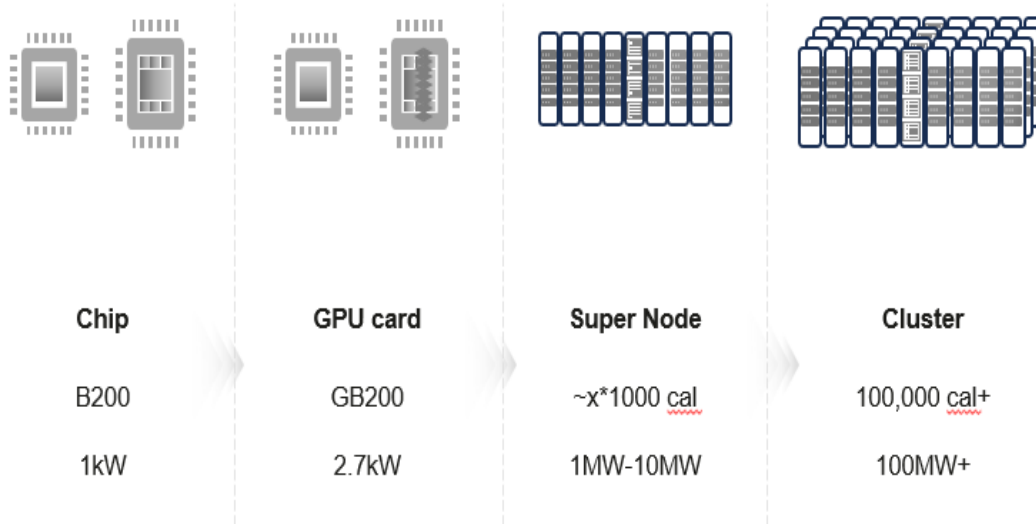 Chip
GPU card
Super Node
Cluster
B200
GB200
~x*1000 cal
100,000 cal+
1kW
2.7kW
1MW-10MW
100MW+